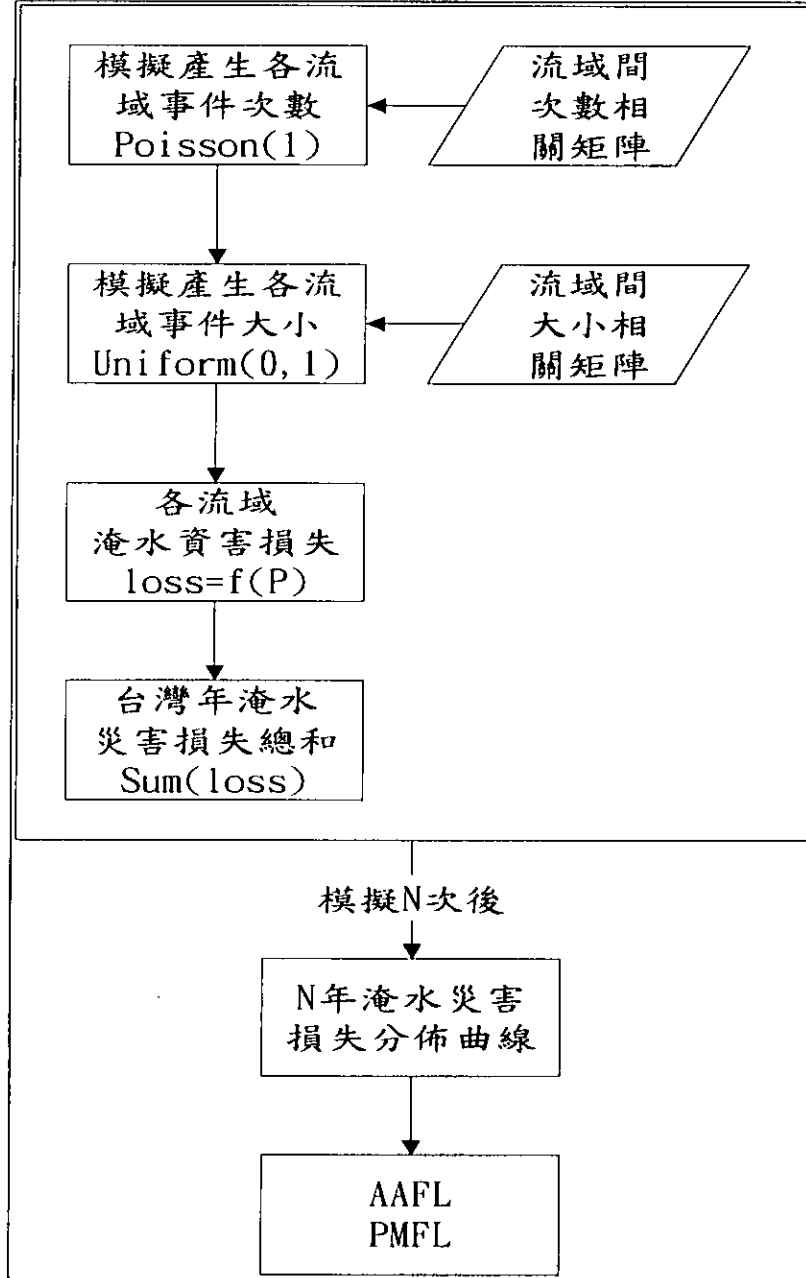 模擬產生各流
域事件次數
Poisson(1)
流域間
次數相
關矩陣
模擬產生各流
域事件大小
Uniform(0,1)
流域間
大小相
關矩陣
各流域
淹水資害損失
loss=f(P)
台灣年淹水
災害損失總和
Sum(loss)
模擬N次後
N年淹水災害
損失分佈曲線
AAFL
PMFL